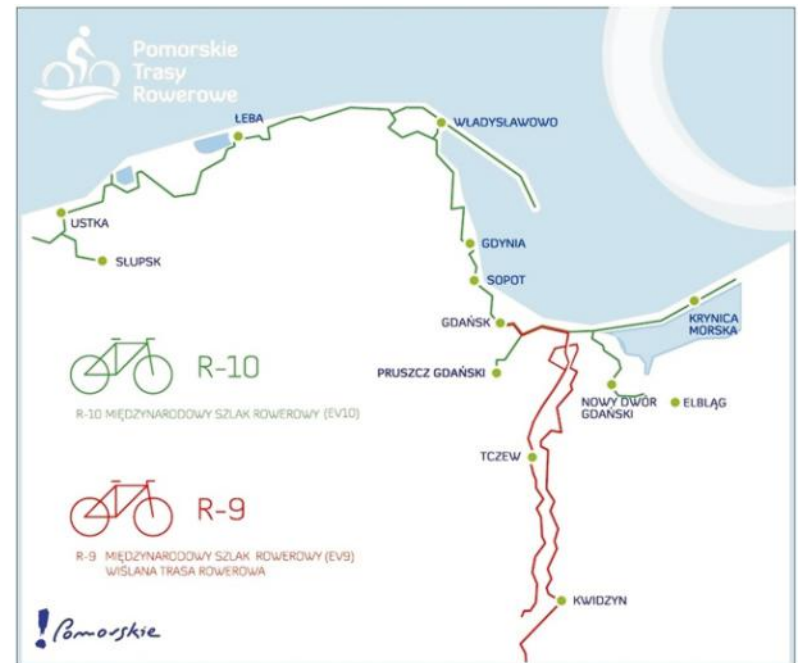 Pomorskie
Trasy
Rowerowe
ŁEBA
WŁADYSŁAWOWO
USTKA
SŁUPSK
GDYNIA
SOPOT
GDAŃSK
KRYNICA
MORSKA
PRUSZCZ GDAŃSKI
NOWY DWÓR
GDAŃSKI
ELBLĄG
R-10
R-10 MIĘDZYNARODOWY SZLAK ROWEROWY (EV10)
TCZEW
R-9
R-9 MIĘDZYNARODOWY SZLAK ROWEROWY (EV9)
WIŚLANA TRASA ROWEROWA
KWIDZYN
! Pomorskie